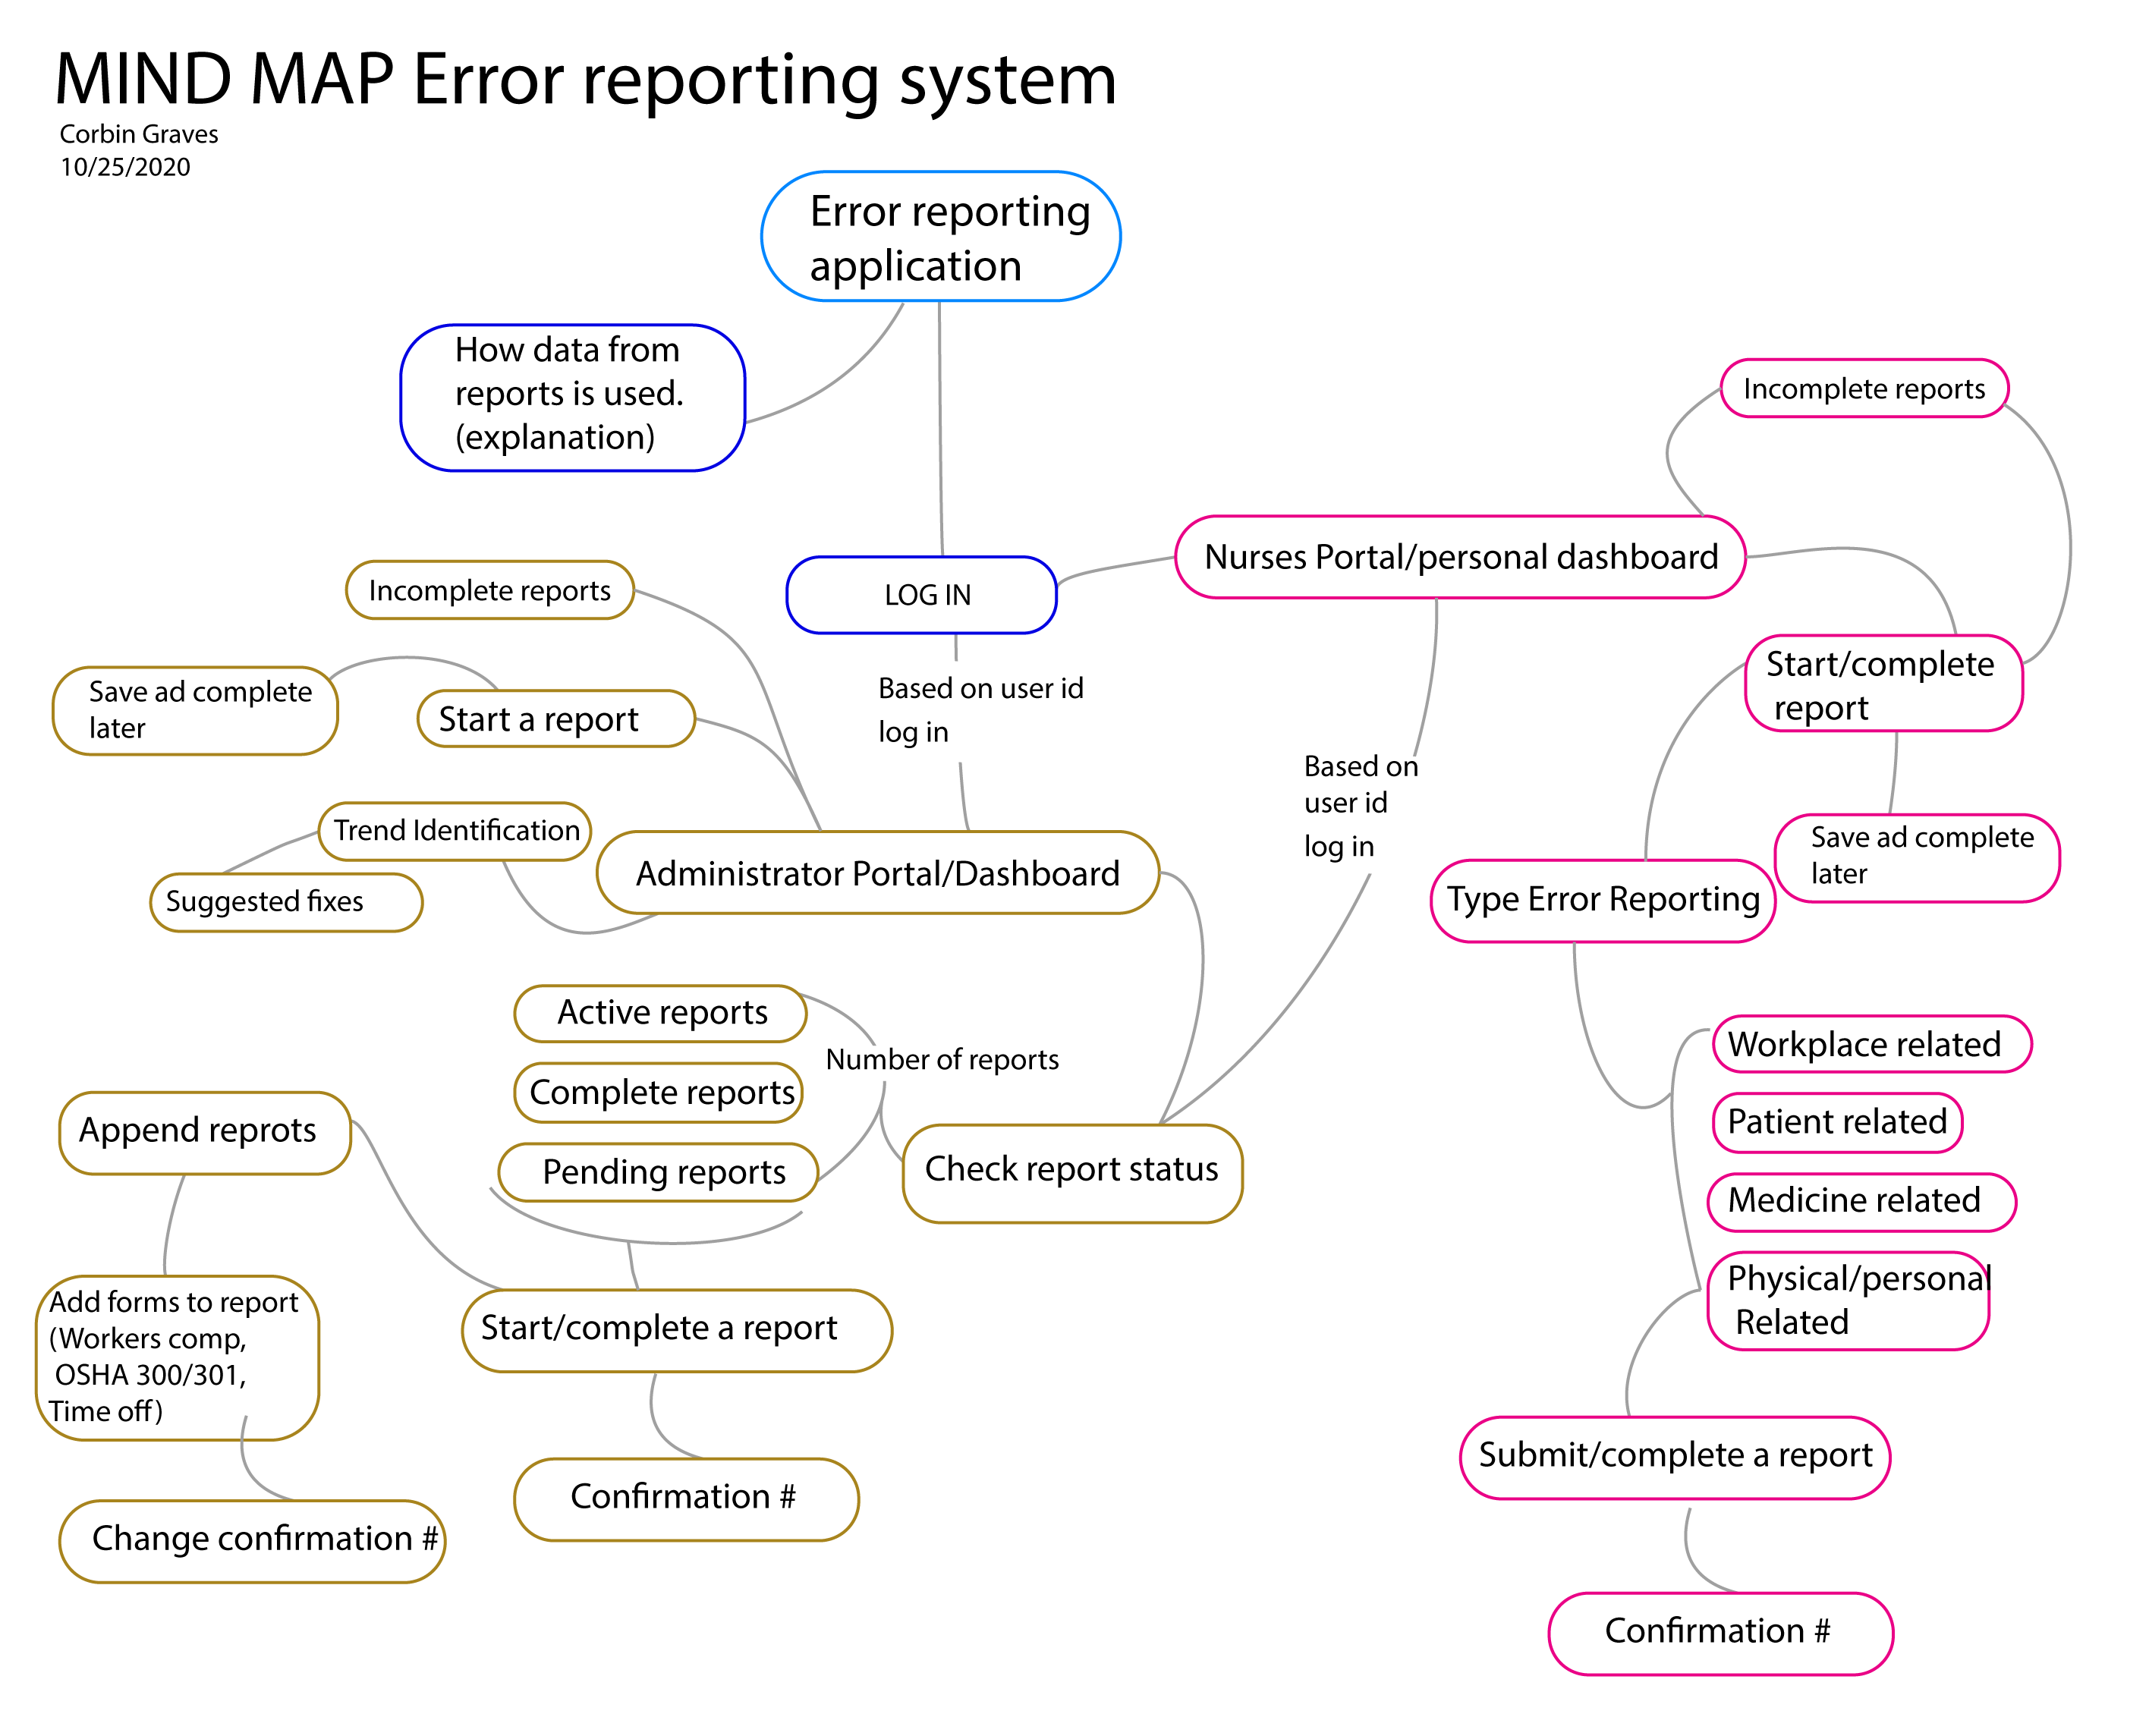 MIND MAP Error reporting system
Corbin Graves
10/25/2020
Error reporting
application
How data from
reports is used.
(explanation)
Incomplete reports
Nurses Portal/personal dashboard
LOG IN
Incomplete reports
Start/complete
report
Save ad complete
later
Start a report
Based on user id
log in
Based on
user id
log in
Trend Identification
Suggested fixes
Administrator Portal/Dashboard
Save ad complete
later
Type Error Reporting
Active reports
Number of reports
Complete reports
Pending reports
Check report status
Workplace related
Patient related
Medicine related
Physical/personal
Related
Append reprots
Add forms to report
(Workers comp,
OSHA 300/301,
Time off)
Start/complete a report
Submit/complete a report
Confirmation #
Change confirmation #
Confirmation #